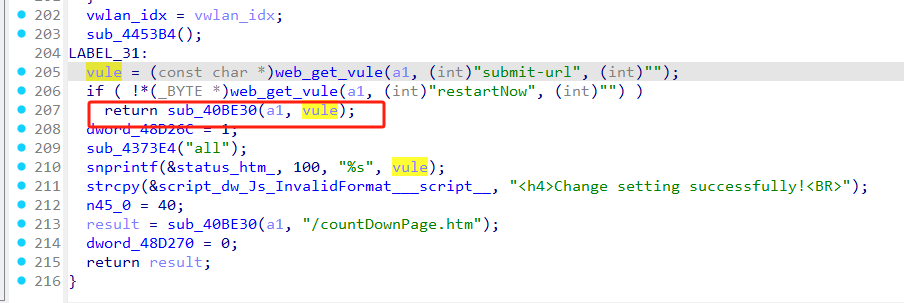 202 vwlan_idx = vwlan_idx;
203 sub_4453B4();
204 LABEL_31:
205 vule = (const char *)web_get_vule(a1, (int)"submit-url", (int)"");
206 if ( !*(_BYTE *)web_get_vule(a1, (int)"restartNow", (int)"") )
207 return sub_40BE30(a1, vule);
208 dword_48D26C = 1;
209 sub_4373E4("all");
210 snprintf(&status_htm_, 100, "%s", vule);
211 strcpy(&script_dw_Js_InvalidFormat___script__, "<h4>Change setting successfully!<BR>");
212 n45_0 = 40;
213 result = sub_40BE30(a1, "/countDownPage.htm");
214 dword_48D270 = 0;
215 return result;
216 }